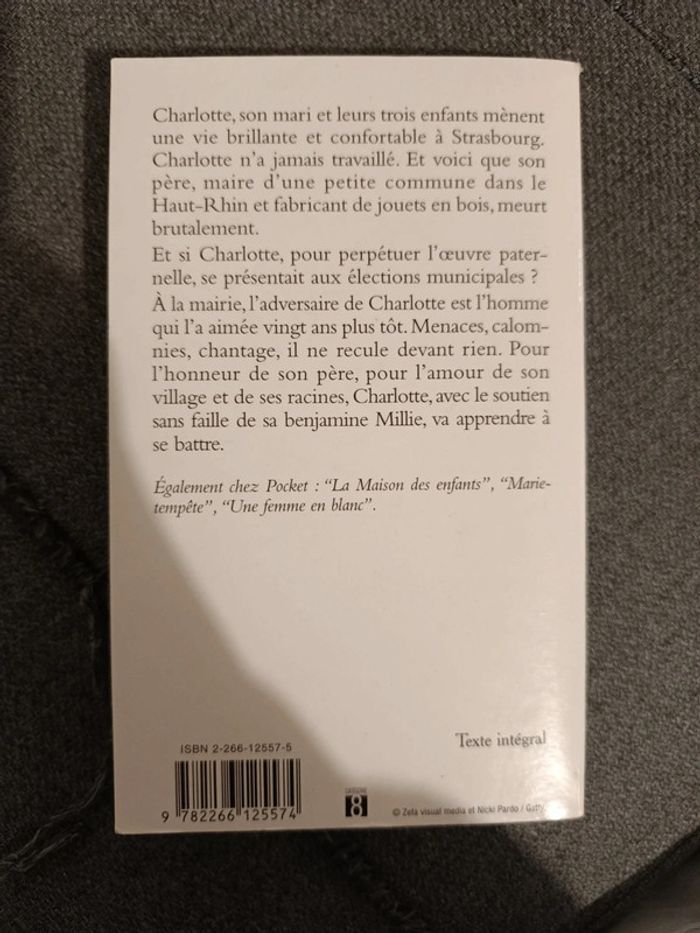 Charlotte, son mari et leurs trois enfants mènent
une vie brillante et confortable à Strasbourg.
Charlotte n'a jamais travaillé. Et voici que son
père, maire d'une petite commune dans le
Haut-Rhin et fabricant de jouets en bois, meurt
brutalement.
Et si Charlotte, pour perpétuer l'œuvre pater-
nelle, se présentait aux élections municipales ?
À la mairie, l'adversaire de Charlotte est l'homme
qui l'a aimée vingt ans plus tôt. Menaces, calom-
nies, chantage, il ne recule devant rien. Pour
l'honneur de son père, pour l'amour de son
village et de ses racines, Charlotte, avec le soutien
sans faille de sa benjamine Millie, va apprendre à
se battre.
Également chez Pocket : “La Maison des enfants”, “Marie-
tempête”, “Une femme en blanc”.
Texte intégral
ISBN 2-266-12557-5
9 782266 125574
8
© Zefa visual media et Nicki Pardo / Getty